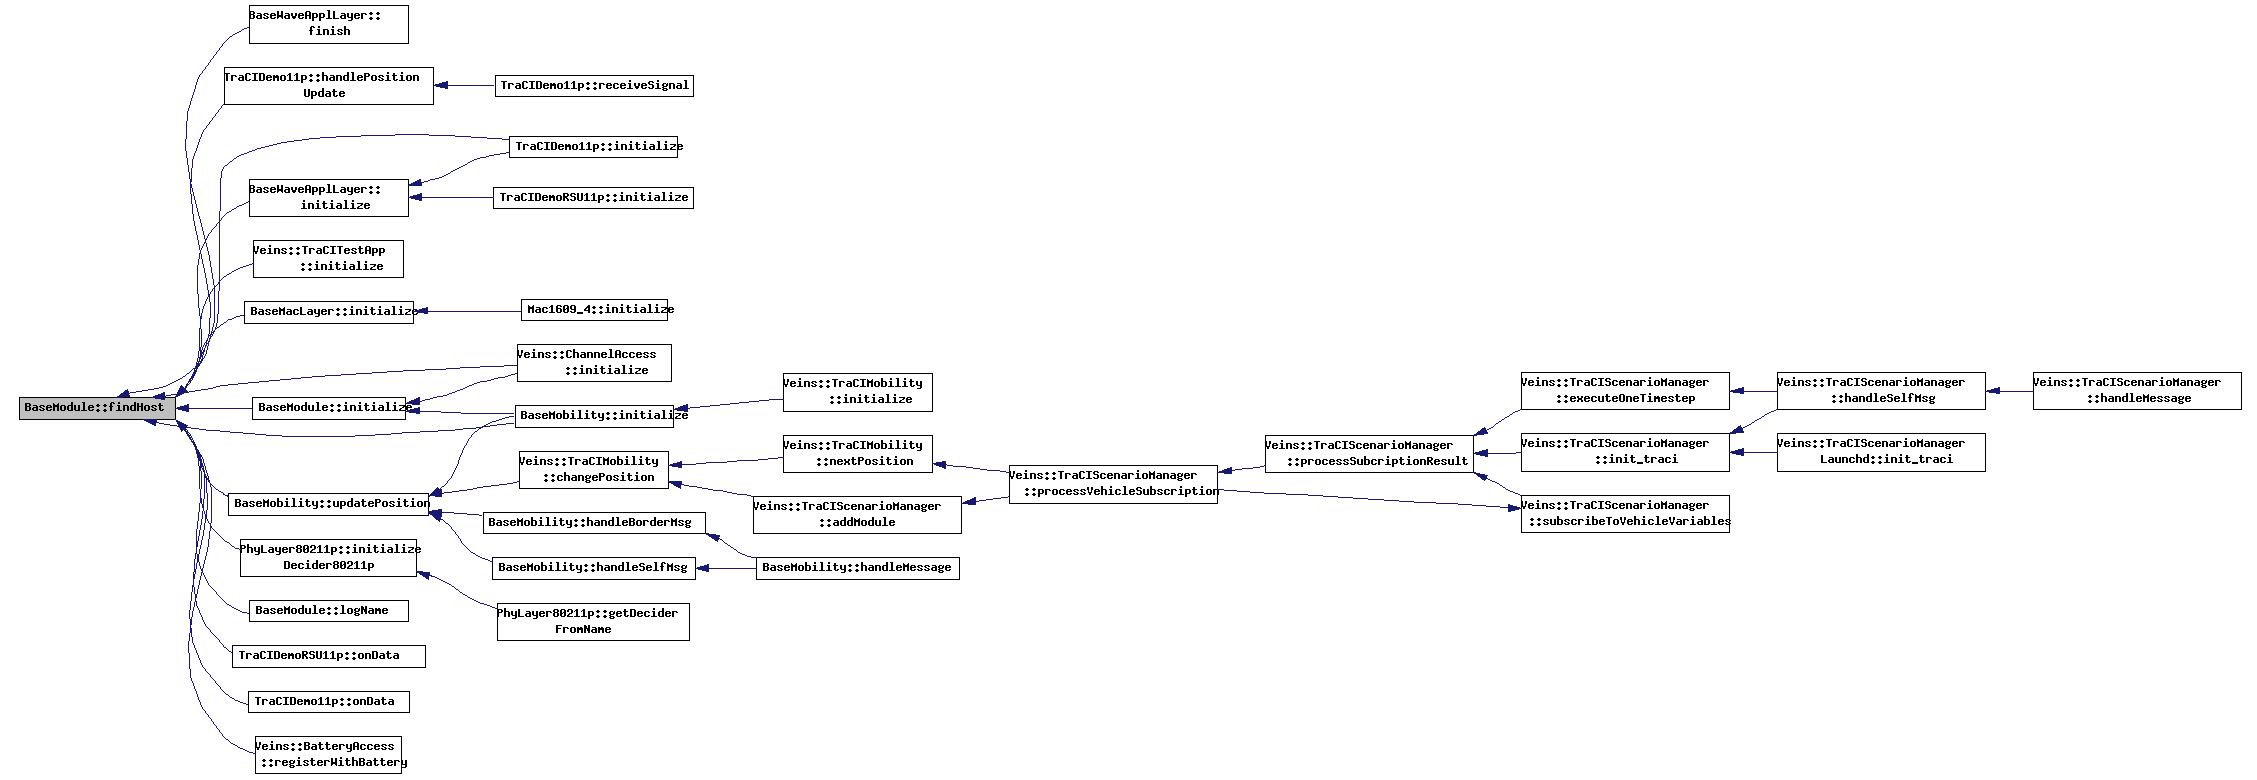 BaseWaveApplLayer::
finish
TraCIDemo11p::handlePosition
Update
TraCIDemo11p::receiveSignal
TraCIDemo11p::initialize
BaseWaveApplLayer::
initialize
TraCIDemoRSU11p::initialize
Veins::TraCITestApp
::initialize
BaseMacLayer::initialize
Mac1609_4::initialize
Veins::ChannelAccess
::initialize
BaseModule::findHost
BaseModule::initialize
BaseMobility::initialize
Veins::TraCIMobility
::initialize
Veins::TraCIScenarioManager
::executeOneTimestep
Veins::TraCIScenarioManager
::handleSelfMsg
Veins::TraCIScenarioManager
::handleMessage
Veins::TraCIMobility
::changePosition
Veins::TraCIMobility
::nextPosition
Veins::TraCIScenarioManager
::processVehicleSubscription
Veins::TraCIScenarioManager
::processSubcriptionResult
Veins::TraCIScenarioManager
::init_traci
Veins::TraCIScenarioManager
Launchd::init_traci
BaseMobility::updatePosition
Veins::TraCIScenarioManager
::addModule
Veins::TraCIScenarioManager
::subscribeToVehicleVariables
BaseMobility::handleBorderMsg
BaseMobility::handleSelfMsg
BaseMobility::handleMessage
PhyLayer80211p::initialize
Decider80211p
PhyLayer80211p::getDecider
FromName
BaseModule::logName
TraCIDemoRSU11p::onData
TraCIDemo11p::onData
Veins::BatteryAccess
::registerWithBattery